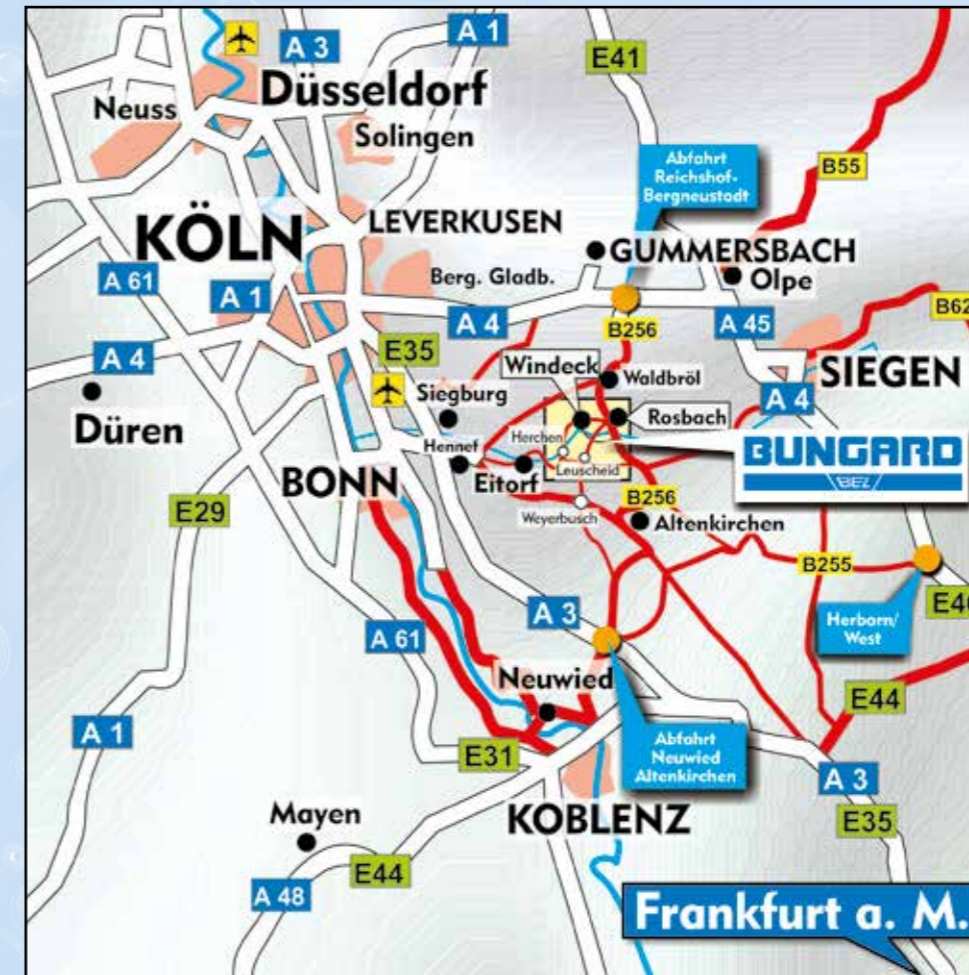 A 3
A 1
E41
Düsseldorf
Neuss
Solingen
B55
Abfahrt
Reichshof-
Bergneustadt
KÖLN
LEVERKUSEN
GUMMERSBACH
Olpe
A 61
A 1
Berg. Gladb.
A 4
B256
A 45
B62
A 4
E35
Windeck
Waldbröl
SIEGEN
Düren
Siegburg
A 4
Rosbach
Herchen
Hennef
Leuscheid
BUNGARD
BEL
BONN
Eitorf
E29
B256
Weyerbusch
Altenkirchen
B255
A 3
Herborn/
West
A 61
Neuwied
E44
A 1
E31
Abfahrt
Neuwied
Altenkirchen
A 3
Mayen
KOBLENZ
E35
E44
A 48
Frankfurt a. M.